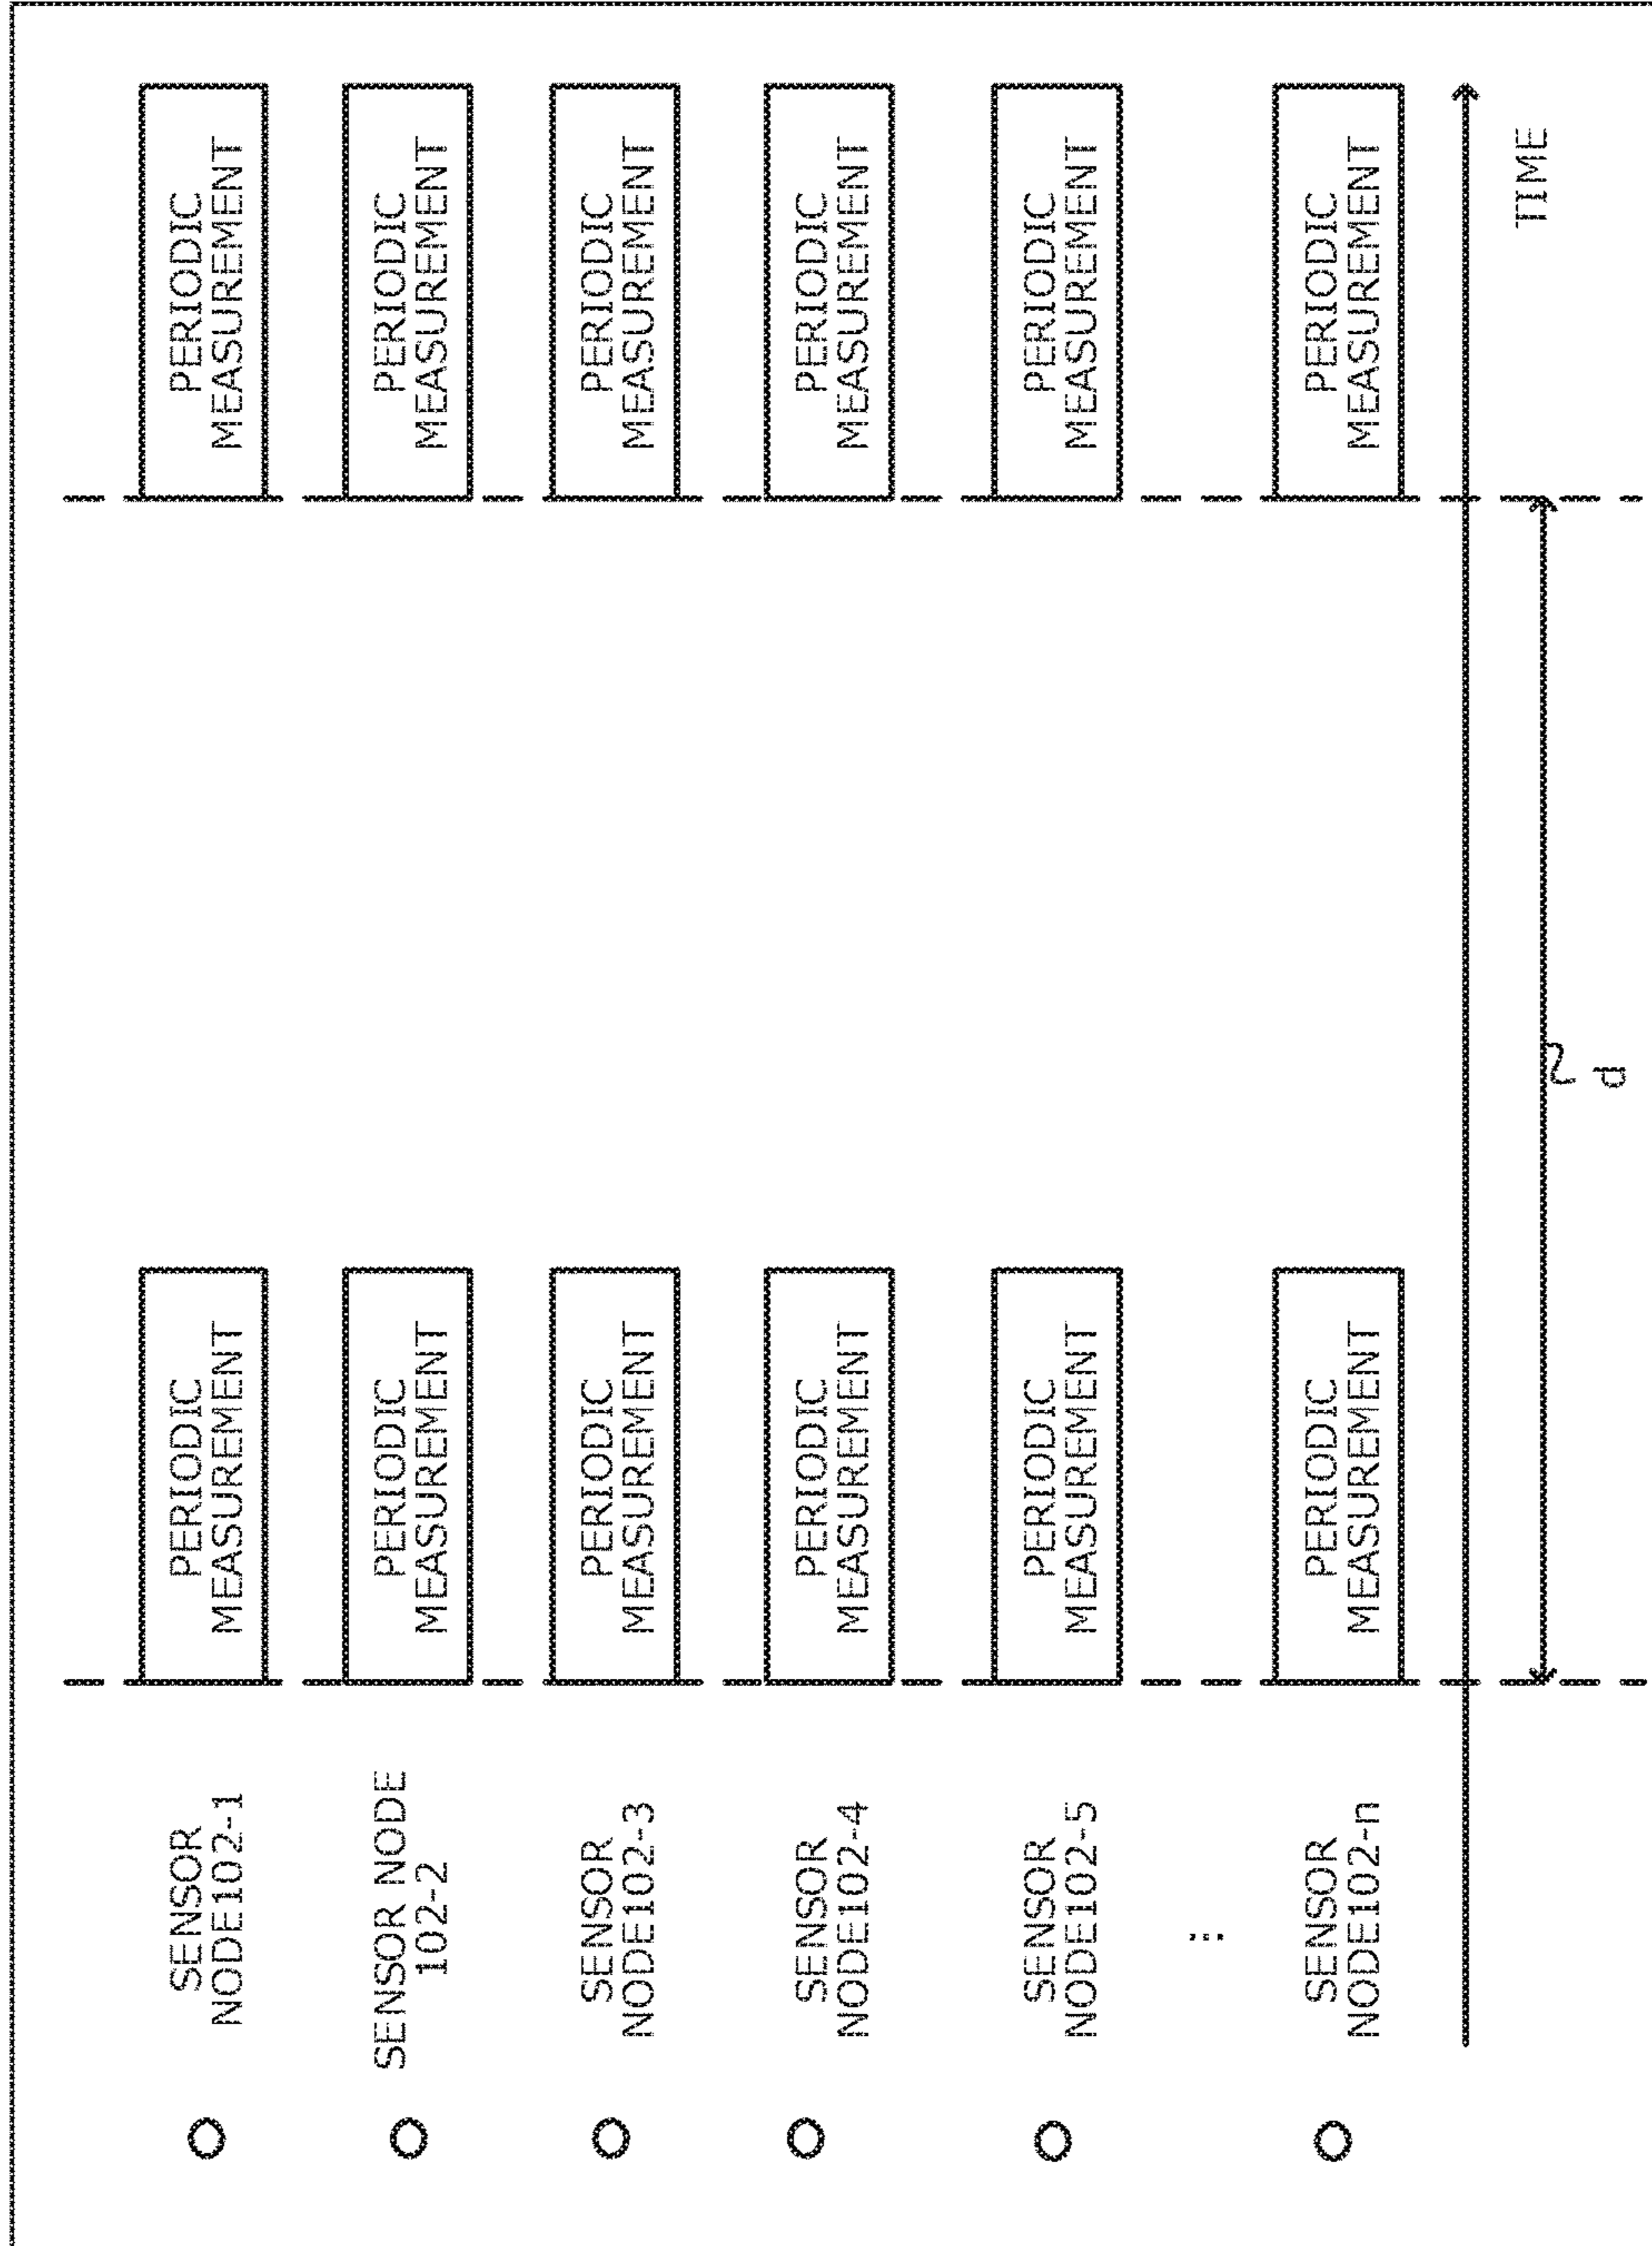 SENSOR
NODE102-1
PERIODIC
MEASUREMENT
PERIODIC
MEASUREMENT
SENSOR NODE
102-2
PERIODIC
MEASUREMENT
PERIODIC
MEASUREMENT
SENSOR
NODE102-3
PERIODIC
MEASUREMENT
PERIODIC
MEASUREMENT
SENSOR
NODE102-4
PERIODIC
MEASUREMENT
PERIODIC
MEASUREMENT
SENSOR
NODE102-5
PERIODIC
MEASUREMENT
PERIODIC
MEASUREMENT
...
SENSOR
NODE102-n
PERIODIC
MEASUREMENT
PERIODIC
MEASUREMENT
TIME
d